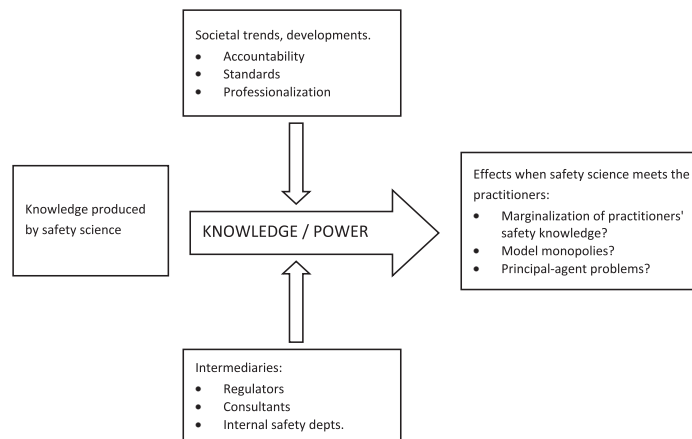 Societal trends, developments.
• Accountability
• Standards
• Professionalization
Knowledge produced
by safety science
KNOWLEDGE / POWER
Effects when safety science meets the
practitioners:
• Marginalization of practitioners'
safety knowledge?
• Model monopolies?
• Principal-agent problems?
Intermediaries:
• Regulators
• Consultants
• Internal safety depts.